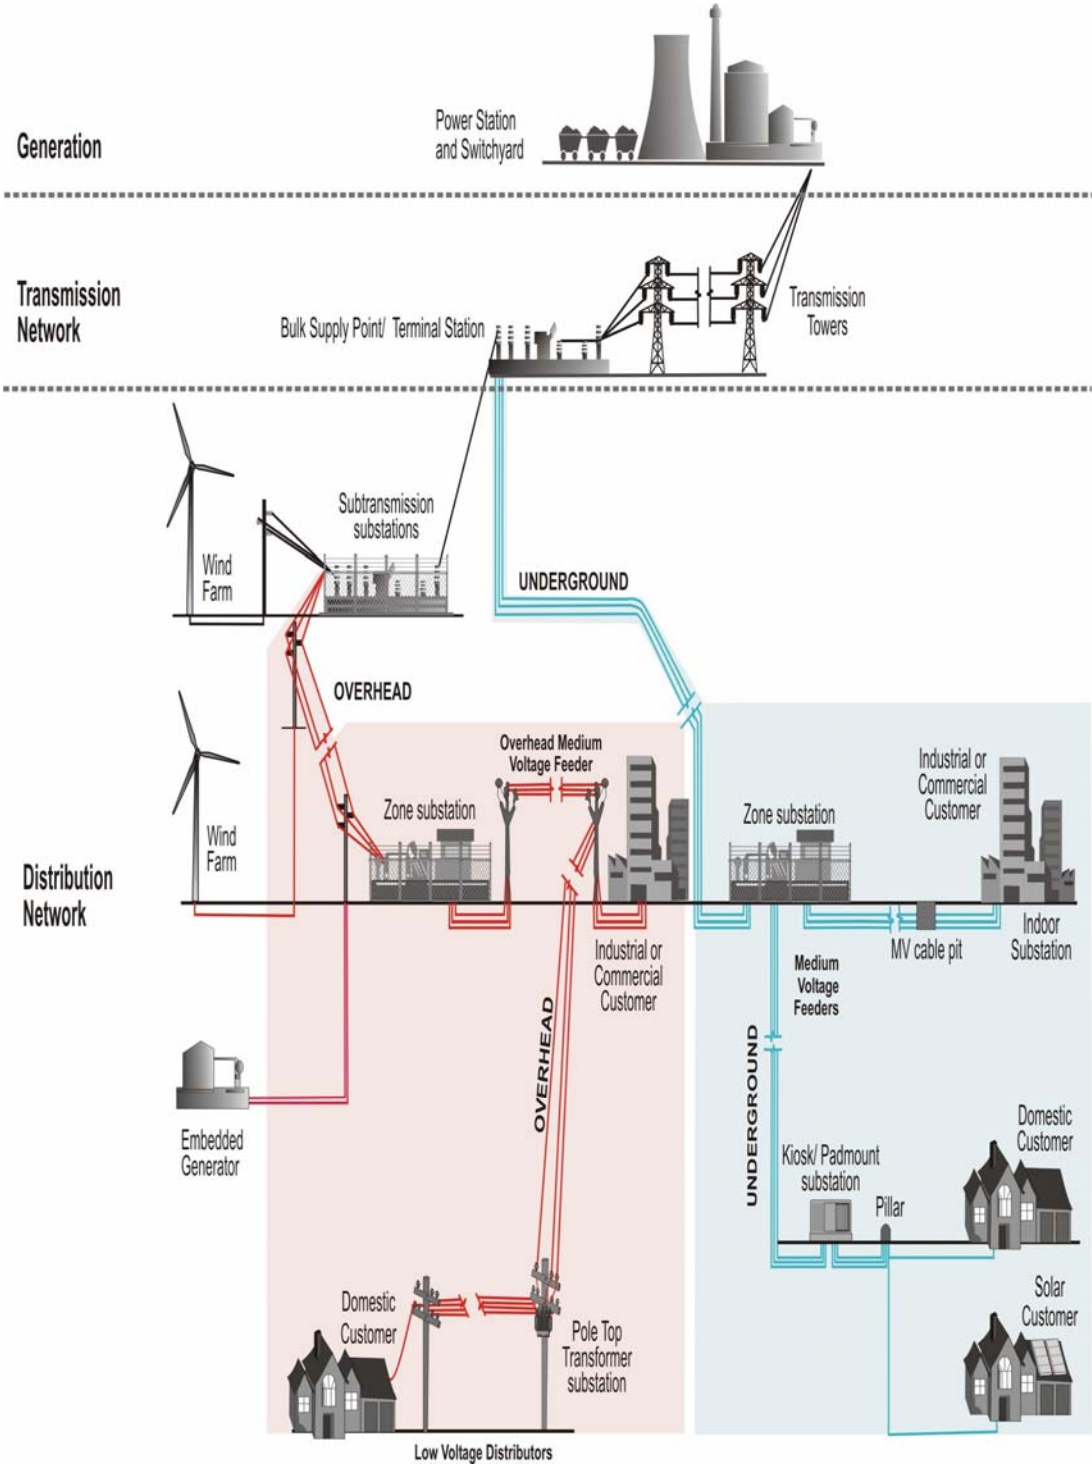 Generation
Power Station
and Switchyard
Transmission
Network
Bulk Supply Point/ Terminal Station
Transmission
Towers
Subtransmission
substations
Wind
Farm
UNDERGROUND
OVERHEAD
Overhead Medium
Voltage Feeder
Industrial or
Commercial
Customer
Zone substation
Zone substation
Wind
Farm
Distribution
Network
Industrial or
Commercial
Customer
MV cable pit
Indoor
Substation
Medium
Voltage
Feeders
OVERHEAD
UNDERGROUND
Embedded
Generator
Domestic
Customer
Kiosk/ Padmount
substation
Pillar
Domestic
Customer
Solar
Customer
Pole Top
Transformer
substation
Low Voltage Distributors